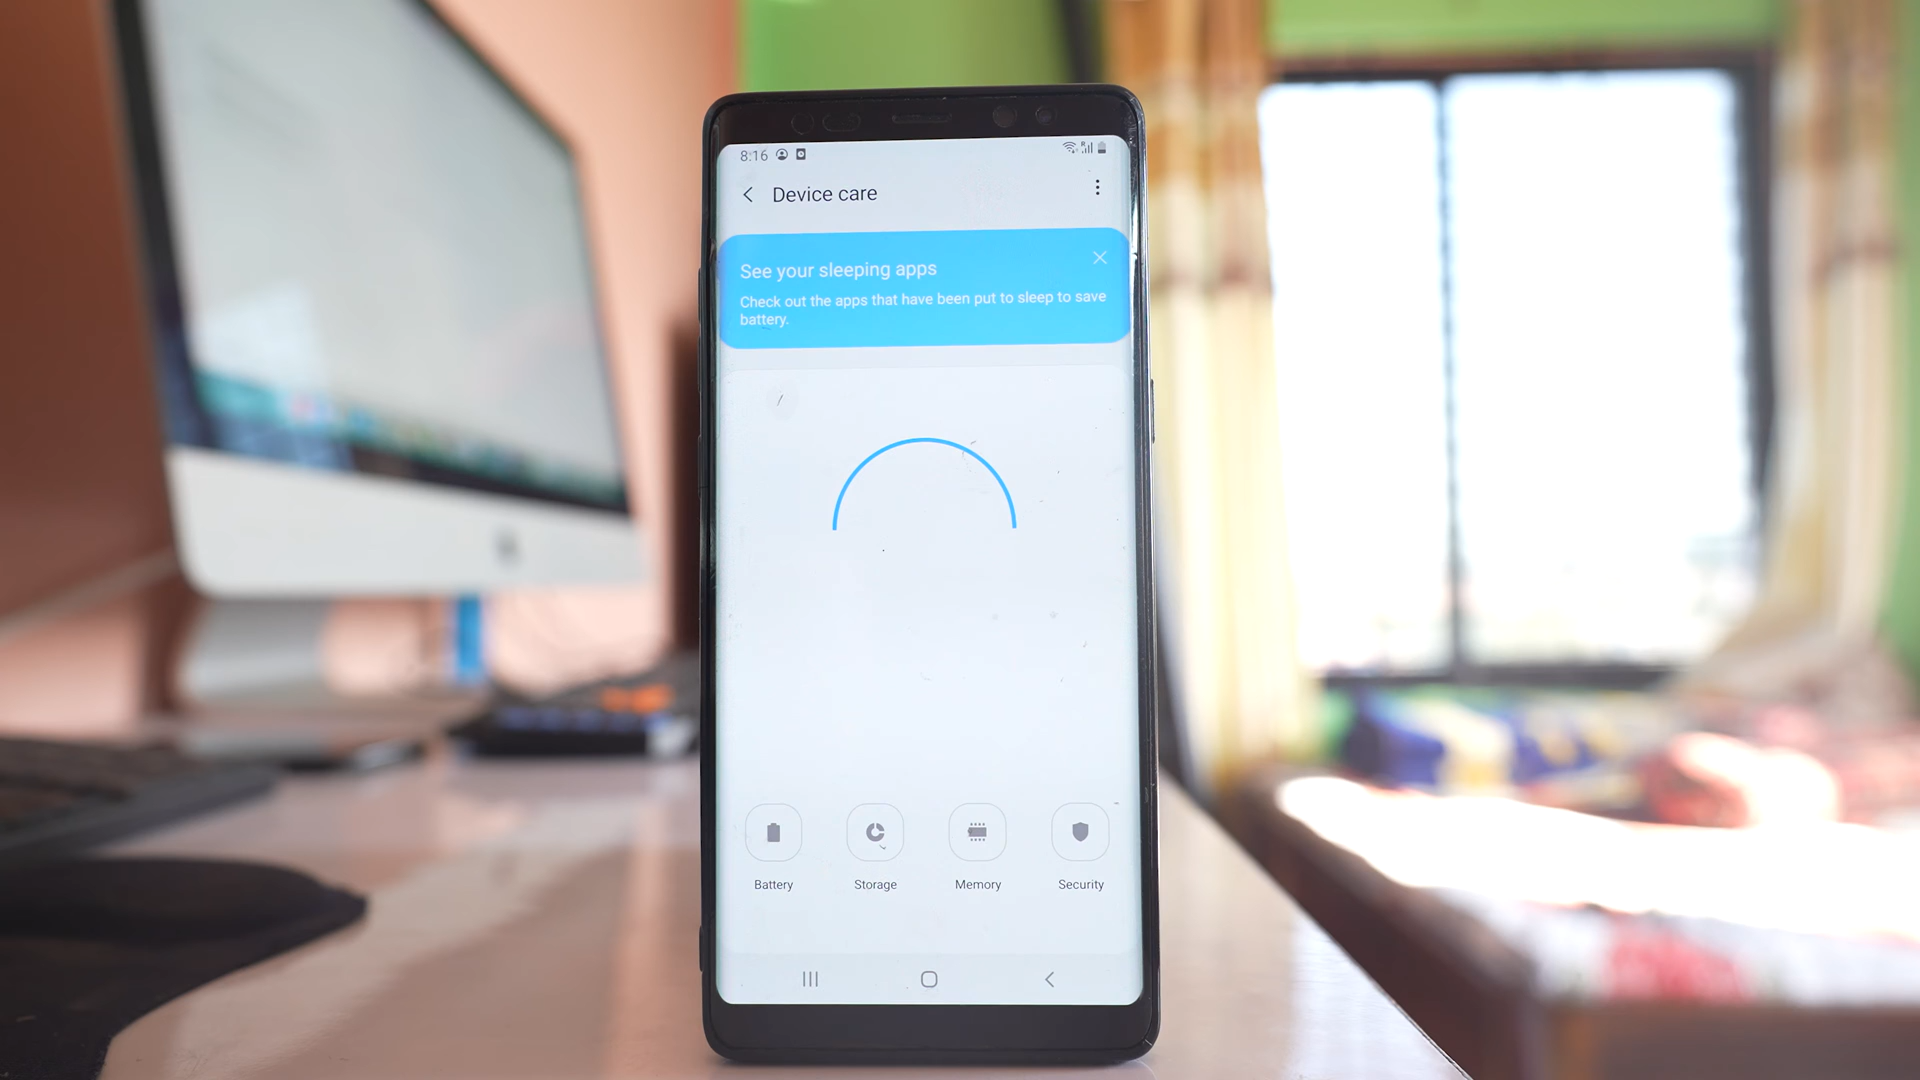 8:16
Device care
See your sleeping apps
Check out the apps that have been put to sleep to save
battery.
Battery Storage Memory Security